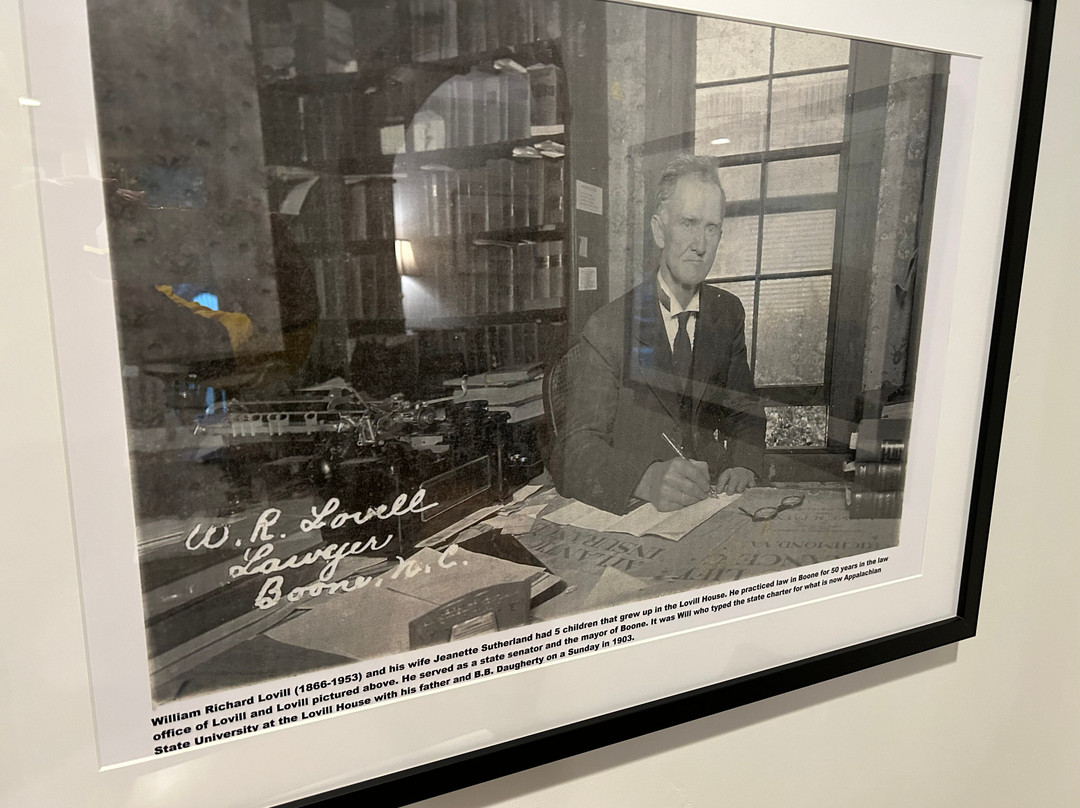 W. R. Lovill
Lawyer
Boone, N.C.
INSURANCE
RICHMOND, VA.
LIFE
William Richard Lovill (1866-1953) and his wife Jeanette Sutherland had 5 children that grew up in the Lovill House. He practiced law in Boone for 50 years in the law
office of Lovill and Lovill pictured above. He served as a state senator and the mayor of Boone. It was Will who typed the state charter for what is now Appalachian
State University at the Lovill House with his father and B.B. Daugherty on a Sunday in 1903.